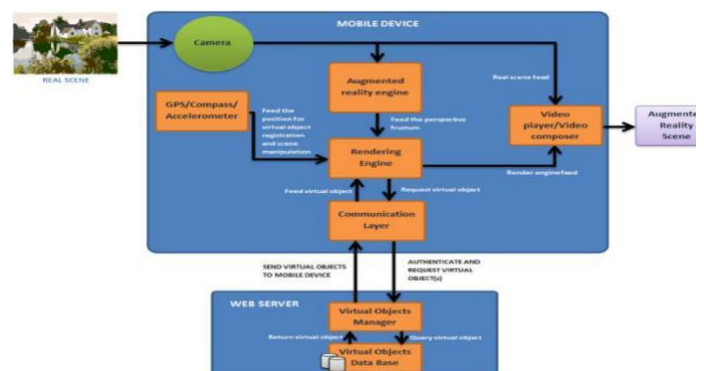 MOBILE DEVICE
Camera
REAL SCENE
Augmented
reality engine
Real scene feed
GPS/Compass/
Accelerometer
Feed the
position for
virtual object
registration
and scene
manipulation
Feed the perspective
frustum
Video
player/Video
composer
Augmente
Reality
Scene
Rendering
Engine
Render engine feed
Feed virtual object
Request virtual object
Communication
Layer
SEND VIRTUAL OBJECTS
TO MOBILE DEVICE
AUTHENTICATE AND
REQUEST VIRTUAL
OBJECT(s)
WEB SERVER
Virtual Objects
Manager
Return virtual object
Query virtual object
Virtual Objects
Data Base